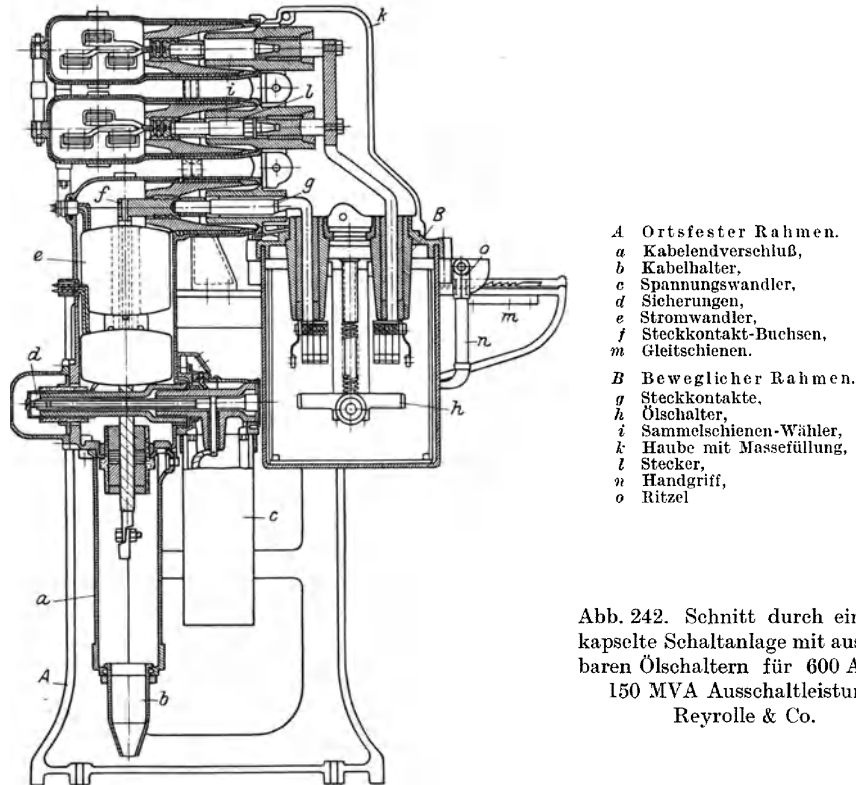 k
i
l
g
f
B
o
e
m
n
d
h
c
a
A
b
A Ortsfester Rahmen.
a Kabelendverschluß,
b Kabelhalter,
c Spannungswandler,
d Sicherungen,
e Stromwandler,
f Steckkontakt-Buchsen,
m Gleitschienen.
B Beweglicher Rahmen.
g Steckkontakte,
h Ölschalter,
i Sammelschienen-Wähler,
k Haube mit Massefüllung,
l Stecker,
n Handgriff,
o Ritzel
Abb. 242. Schnitt durch ein
kapselte Schaltanlage mit aus
baren Ölschaltern für 600 A
150 MVA Ausschaltleistun
Reyrolle & Co.